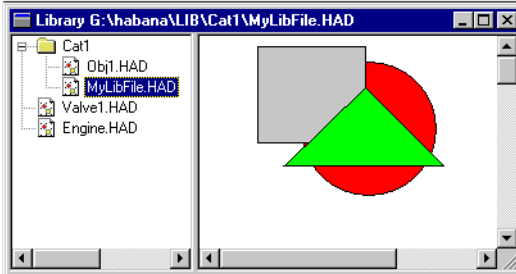 Library G:\habana\LIB\Cat1\MyLibFile.HAD
Cat1
Obj1.HAD
MyLibFile.HAD
Valve1.HAD
Engine.HAD